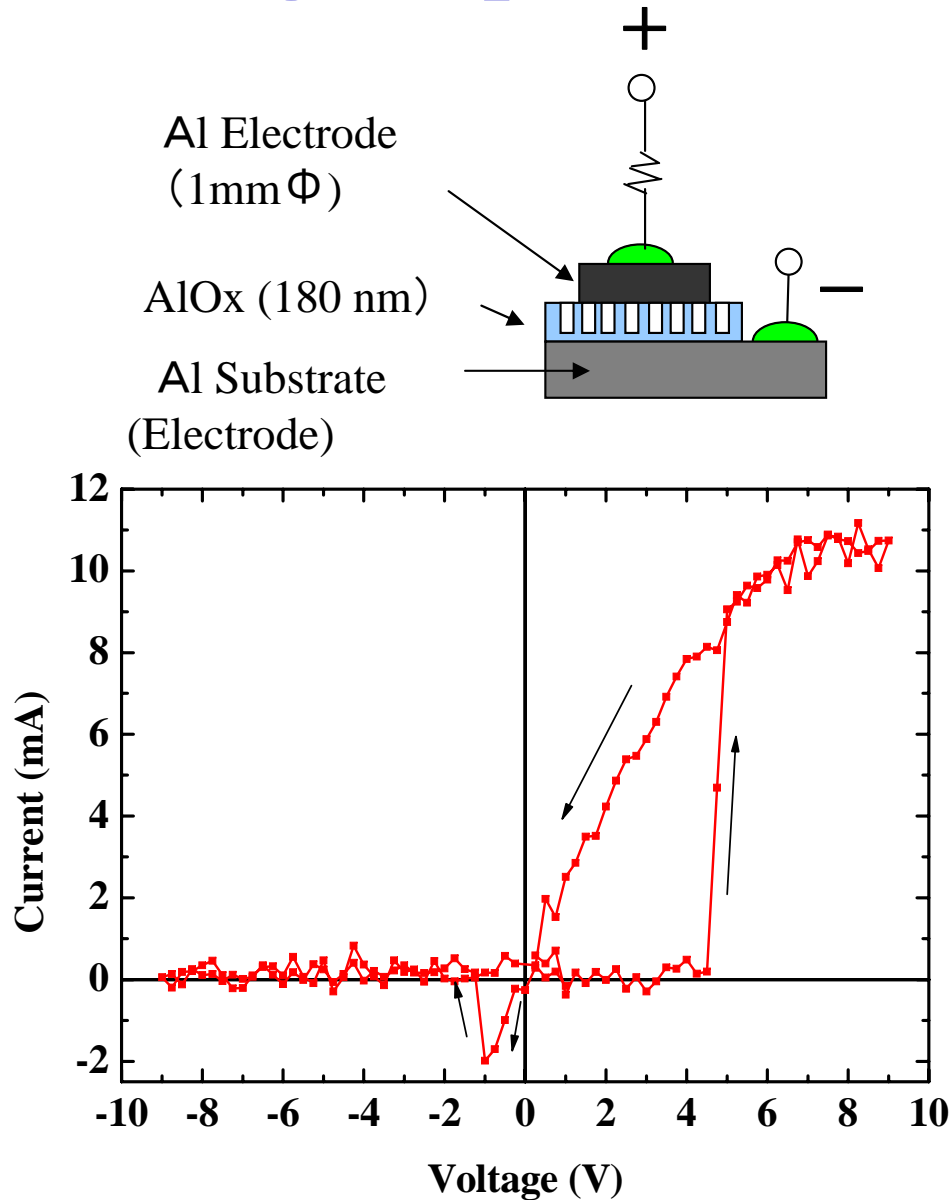 +
Al Electrode
(1mmΦ)
AlOx (180 nm)
−
Al Substrate
(Electrode)
12
10
8
6
4
2
0
-2
-10 -8 -6 -4 -2 0 2 4 6 8 10
Current (mA)
Voltage (V)